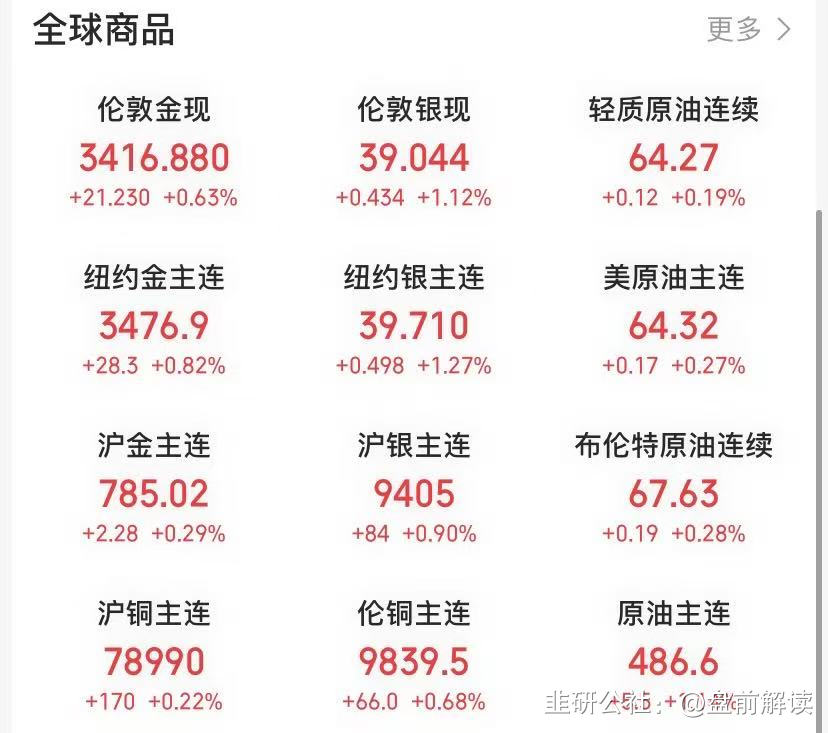 全球商品 更多
伦敦金现 伦敦银现 轻质原油连续
3416.880 39.044 64.27
+21.230 +0.63% +0.434 +1.12% +0.12 +0.19%
纽约金主连 纽约银主连 美原油主连
3476.9 39.710 64.32
+28.3 +0.82% +0.498 +1.27% +0.17 +0.27%
沪金主连 沪银主连 布伦特原油连续
785.02 9405 67.63
+2.28 +0.29% +84 +0.90% +0.19 +0.28%
沪铜主连 伦铜主连 原油主连
78990 9839.5 486.6
+170 +0.22% +66.0 +0.68%
韭研公社：@盘前解读